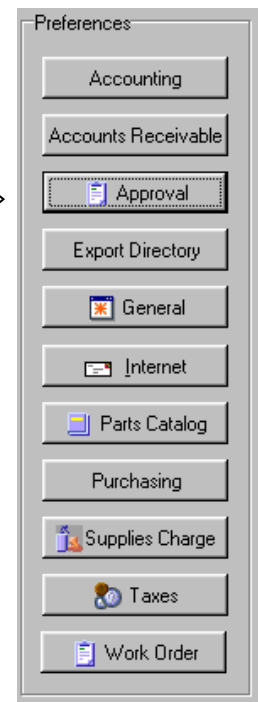 Preferences
Accounting
Accounts Receivable
Approval
Export Directory
General
Internet
Parts Catalog
Purchasing
Supplies Charge
Taxes
Work Order